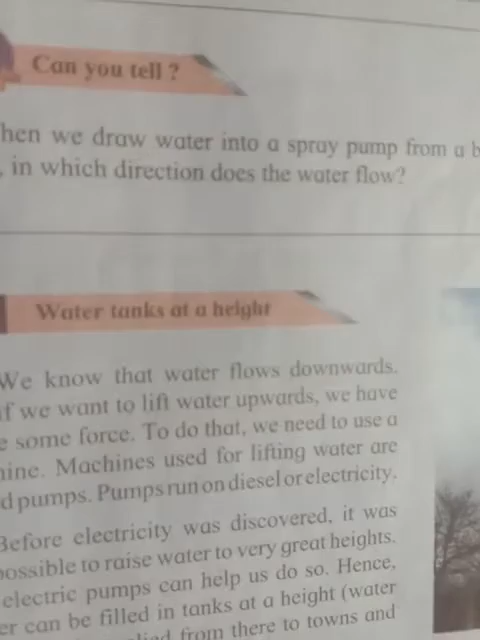 Can you tell ?
hen we draw water into a spray pump from a b
, in which direction does the water flow?
Water tanks at a height
We know that water flows downwards.
if we want to lift water upwards, we have
e some force. To do that, we need to use a
hine. Machines used for lifting water are
d pumps. Pumps run on diesel or electricity.
Before electricity was discovered, it was
possible to raise water to very great heights.
electric pumps can help us do so. Hence,
er can be filled in tanks at a height (water
from there to towns and